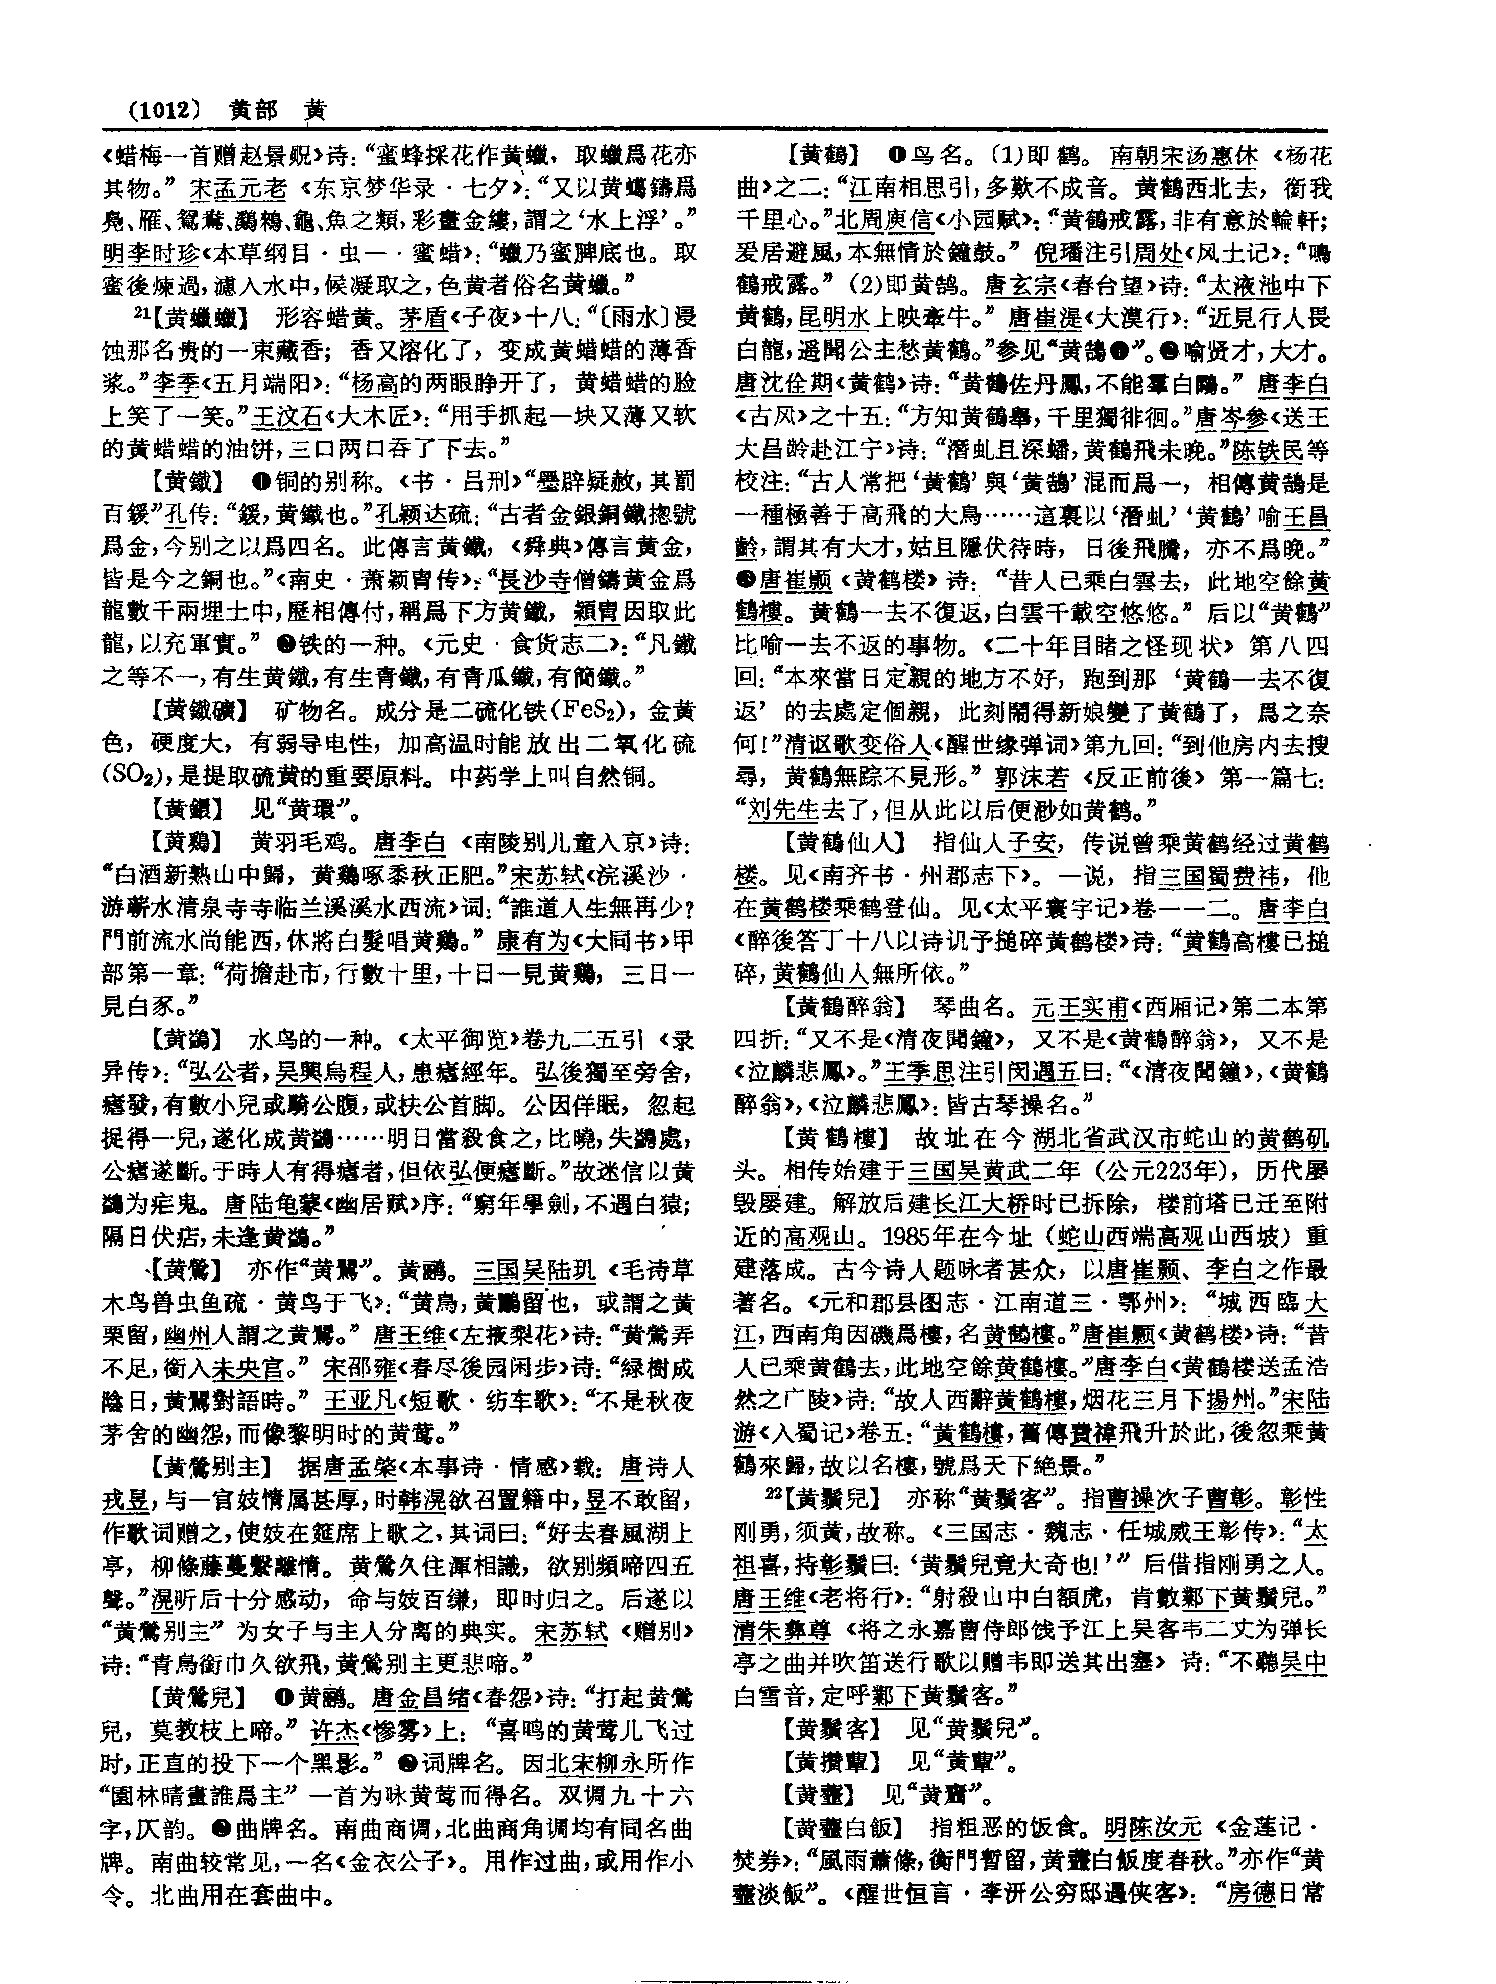 (1012) 黄部 黄
《蜡梅一首赠赵景贶》诗：“蜜蜂採花作黄蠟，取蠟爲花亦
其物。” 宋孟元老《东京梦华录·七夕》：“又以黄蠟鑄爲
鳧、雁、鴛鴦、鸂鶒、龜、魚之類，彩畫金縷，謂之‘水上浮’。”
明李时珍《本草纲目·虫一·蜜蜡》：“蠟乃蜜脾底也。取
蜜後煉過，濾入水中，候凝取之，色黄者俗名黄蠟。”
21【黄蠟蠟】 形容蜡黄。茅盾《子夜》十八：“〔雨水〕浸
蚀那名贵的一束藏香；香又溶化了，变成黄蜡蜡的薄香
浆。”李季《五月端阳》：“杨高的两眼睁开了，黄蜡蜡的脸
上笑了一笑。”王汶石《大木匠》：“用手抓起一块又薄又软
的黄蜡蜡的油饼，三口两口吞了下去。”
【黄鐵】 ❶铜的别称。《书·吕刑》“墨辟疑赦，其罰
百鍰”孔传：“鍰，黄鐵也。”孔颖达疏：“古者金銀銅鐵揔號
爲金，今别之以爲四名。此傳言黄鐵，《舜典》傳言黄金，
皆是今之銅也。”《南史·萧颖胄传》：“長沙寺僧鑄黄金爲
龍數千兩埋土中，歷相傳付，稱爲下方黄鐵，穎胄因取此
龍，以充軍實。” ❷铁的一种。《元史·食货志二》：“凡鐵
之等不一，有生黄鐵，有生青鐵，有青瓜鐵，有簡鐵。”
【黄鐵礦】 矿物名。成分是二硫化铁(FeS₂)，金黄
色，硬度大，有弱导电性，加高温时能放出二氧化硫
(SO₂)，是提取硫黄的重要原料。中药学上叫自然铜。
【黄鐶】 见“黄環”。
【黄鷄】 黄羽毛鸡。唐李白《南陵别儿童入京》诗：
“白酒新熟山中歸，黄鷄啄黍秋正肥。”宋苏轼《浣溪沙·
游蕲水清泉寺寺临兰溪溪水西流》词：“誰道人生無再少？
門前流水尚能西，休將白髮唱黄鷄。” 康有为《大同书》甲
部第一章：“荷擔赴市，行數十里，十日一見黄鷄，三日一
見白豕。”
【黄鷁】 水鸟的一种。《太平御览》卷九二五引《录
异传》：“弘公者，吴興烏程人，患瘧經年。弘後獨至旁舍，
瘧發，有數小兒或騎公腹，或扶公首脚。公因佯眠，忽起
捉得一兒，遂化成黄鷁……明日當殺食之，比曉，失鷁處，
公瘧遂斷。于時人有得瘧者，但依弘便瘧斷。”故迷信以黄
鷁为疟鬼。唐陆龟蒙《幽居赋》序：“窮年學劍，不遇白猿；
隔日伏痁，未逢黄鷁。”
【黄鶯】 亦作“黄鸎”。黄鹂。三国吴陆玑《毛诗草
木鸟兽虫鱼疏·黄鸟于飞》：“黄鳥，黄鸝留也，或謂之黄
栗留，幽州人謂之黄鸎。” 唐王维《左掖梨花》诗：“黄鶯弄
不足，銜入未央宫。” 宋邵雍《春尽後园闲步》诗：“緑樹成
陰日，黄鸎對語時。” 王亚凡《短歌·纺车歌》：“不是秋夜
茅舍的幽怨，而像黎明时的黄莺。”
【黄鶯别主】 据唐孟棨《本事诗·情感》载：唐诗人
戎昱，与一官妓情属甚厚，时韩滉欲召置籍中，昱不敢留，
作歌词赠之，使妓在筵席上歌之，其词曰：“好去春風湖上
亭，柳條藤蔓繫離情。黄鶯久住渾相識，欲别頻啼四五
聲。”滉听后十分感动，命与妓百缣，即时归之。后遂以
“黄鶯别主”为女子与主人分离的典实。宋苏轼《赠别》
诗：“青鳥銜巾久欲飛，黄鶯别主更悲啼。”
【黄鶯兒】 ❶黄鹂。唐金昌绪《春怨》诗：“打起黄鶯
兒，莫教枝上啼。” 许杰《惨雾》上：“喜鸣的黄莺儿飞过
时，正直的投下一个黑影。” ❷词牌名。因北宋柳永所作
“園林晴晝誰爲主”一首为咏黄莺而得名。双调九十六
字，仄韵。❸曲牌名。南曲商调，北曲商角调均有同名曲
牌。南曲较常见，一名《金衣公子》。用作过曲，或用作小
令。北曲用在套曲中。
【黄鶴】 ❶鸟名。(1)即鹤。南朝宋汤惠休《杨花
曲》之二：“江南相思引，多歎不成音。黄鶴西北去，銜我
千里心。”北周庾信《小园赋》：“黄鶴戒露，非有意於輪軒；
爰居避風，本無情於鐘鼓。” 倪璠注引周处《风土记》：“鳴
鶴戒露。” (2)即黄鹄。唐玄宗《春台望》诗：“太液池中下
黄鶴，昆明水上映牽牛。” 唐崔湜《大漠行》：“近見行人畏
白龍，遥聞公主愁黄鶴。”参见“黄鵠❶”。❷喻贤才，大才。
唐沈佺期《黄鹤》诗：“黄鶴佐丹鳳，不能羣白鷳。” 唐李白
《古风》之十五：“方知黄鶴舉，千里獨徘徊。”唐岑参《送王
大昌龄赴江宁》诗：“潛虬且深蟠，黄鶴飛未晚。”陈铁民等
校注：“古人常把‘黄鶴’與‘黄鵠’混而爲一，相傳黄鵠是
一種極善于高飛的大鳥……這裏以‘潛虬’‘黄鶴’喻王昌
齡，謂其有大才，姑且隱伏待時，日後飛騰，亦不爲晚。”
❸唐崔颢《黄鹤楼》诗：“昔人已乘白雲去，此地空餘黄
鶴樓。黄鶴一去不復返，白雲千載空悠悠。” 后以“黄鶴”
比喻一去不返的事物。《二十年目睹之怪现状》第八四
回：“本來當日定親的地方不好，跑到那‘黄鶴一去不復
返’的去處定個親，此刻鬧得新娘變了黄鶴了，爲之奈
何！”清讴歌变俗人《醒世缘弹词》第九回：“到他房内去搜
尋，黄鶴無踪不見形。” 郭沫若《反正前後》第一篇七：
“刘先生去了，但从此以后便渺如黄鹤。”
【黄鶴仙人】 指仙人子安，传说曾乘黄鹤经过黄鹤
楼。见《南齐书·州郡志下》。一说，指三国蜀费祎，他
在黄鹤楼乘鹤登仙。见《太平寰宇记》卷一一二。唐李白
《醉後答丁十八以诗讥予搥碎黄鹤楼》诗：“黄鶴高樓已搥
碎，黄鶴仙人無所依。”
【黄鶴醉翁】 琴曲名。元王实甫《西厢记》第二本第
四折：“又不是《清夜聞鐘》，又不是《黄鶴醉翁》，又不是
《泣麟悲鳳》。”王季思注引闵遇五曰：“《清夜聞鐘》，《黄鶴
醉翁》，《泣麟悲鳳》：皆古琴操名。”
【黄鶴樓】 故址在今湖北省武汉市蛇山的黄鹤矶
头。相传始建于三国吴黄武二年（公元223年），历代屡
毁屡建。解放后建长江大桥时已拆除，楼前塔已迁至附
近的高观山。1985年在今址（蛇山西端高观山西坡）重
建落成。古今诗人题咏者甚众，以唐崔颢、李白之作最
著名。《元和郡县图志·江南道三·鄂州》：“城西臨大
江，西南角因磯爲樓，名黄鶴樓。”唐崔颢《黄鹤楼》诗：“昔
人已乘黄鶴去，此地空餘黄鶴樓。”唐李白《黄鹤楼送孟浩
然之广陵》诗：“故人西辭黄鶴樓，烟花三月下揚州。”宋陆
游《入蜀记》卷五：“黄鶴樓，舊傳費禕飛升於此，後忽乘黄
鶴來歸，故以名樓，號爲天下絶景。”
22【黄鬚兒】 亦称“黄鬚客”。指曹操次子曹彰。彰性
刚勇，须黄，故称。《三国志·魏志·任城威王彰传》：“太
祖喜，持彰鬚曰：‘黄鬚兒竟大奇也！’” 后借指刚勇之人。
唐王维《老将行》：“射殺山中白額虎，肯數鄴下黄鬚兒。”
清朱彝尊《将之永嘉曹侍郎饯予江上吴客韦二丈为弹长
亭之曲并吹笛送行歌以赠韦即送其出塞》诗：“不聽吴中
白雪音，定呼鄴下黄鬚客。”
【黄鬚客】 见“黄鬚兒”。
【黄攢蕈】 见“黄蕈”。
【黄虀】 见“黄齑”。
【黄虀白飯】 指粗恶的饭食。明陈汝元《金莲记·
焚券》：“風雨蕭條，衡門暫留，黄虀白飯度春秋。”亦作“黄
虀淡飯”。《醒世恒言·李汧公穷邸遇侠客》：“房德日常